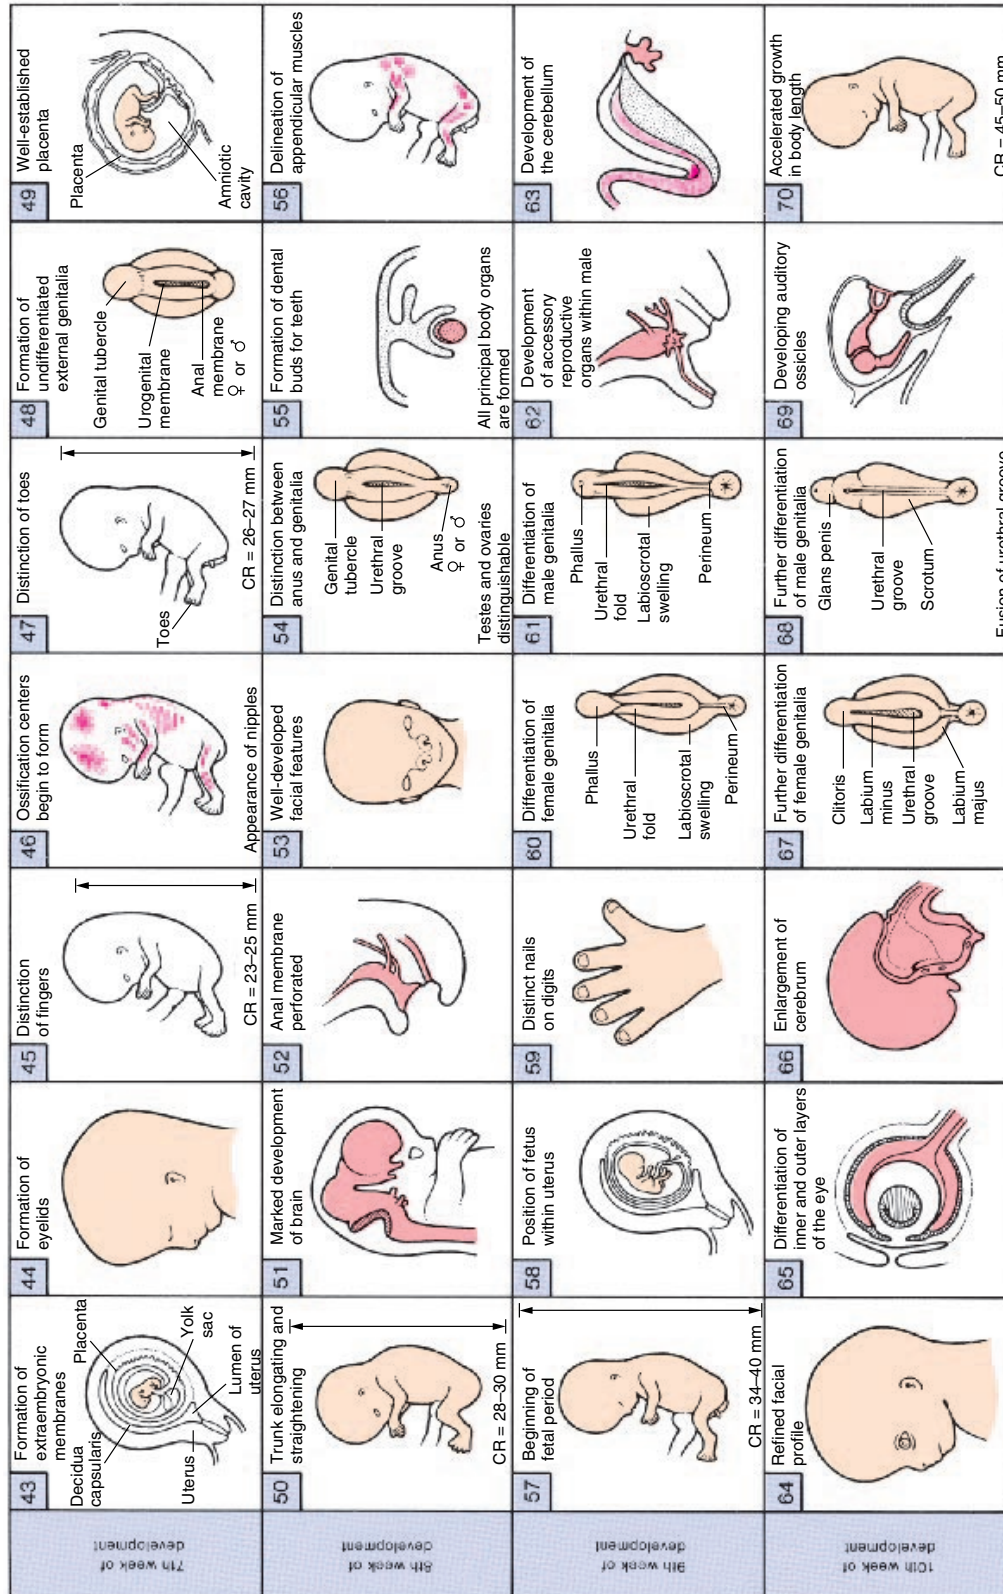 7th week of
development
43
Formation of
extraembryonic
membranes
Decidua
capsularis
Placenta
Yolk
sac
Lumen of
uterus
Uterus
44
Formation of
eyelids
45
Distinction
of fingers
CR = 23–25 mm
46
Ossification centers
begin to form
Appearance of nipples
47
Distinction of toes
Toes
CR = 26–27 mm
48
Formation of
undifferentiated
external genitalia
Genital tubercle
Urogenital
membrane
Anal
membrane
♀ or ♂
49
Well-established
placenta
Placenta
Amniotic
cavity
8th week of
development
50
Trunk elongating and
straightening
CR = 28–30 mm
51
Marked development
of brain
52
Anal membrane
perforated
53
Well-developed
facial features
54
Distinction between
anus and genitalia
Genital
tubercle
Urethral
groove
Anus
♀ or ♂
Testes and ovaries
distinguishable
55
Formation of dental
buds for teeth
All principal body organs
are formed
56
Delineation of
appendicular muscles
9th week of
development
57
Beginning of
fetal period
CR = 34–40 mm
58
Position of fetus
within uterus
59
Distinct nails
on digits
60
Differentiation of
female genitalia
Phallus
Urethral
fold
Labioscrotal
swelling
Perineum
61
Differentiation of
male genitalia
Phallus
Urethral
fold
Labioscrotal
swelling
Perineum
62
Development
of accessory
reproductive
organs within male
63
Development of
the cerebellum
10th week of
development
64
Refined facial
profile
65
Differentiation of
inner and outer layers
of the eye
66
Enlargement of
cerebrum
67
Further differentiation
of female genitalia
Clitoris
Labium
minus
Urethral
groove
Labium
majus
68
Further differentiation
of male genitalia
Glans penis
Urethral
groove
Scrotum
Fusion of urethral groove
69
Developing auditory
ossicles
70
Accelerated growth
in body length
CR = 45–50 mm